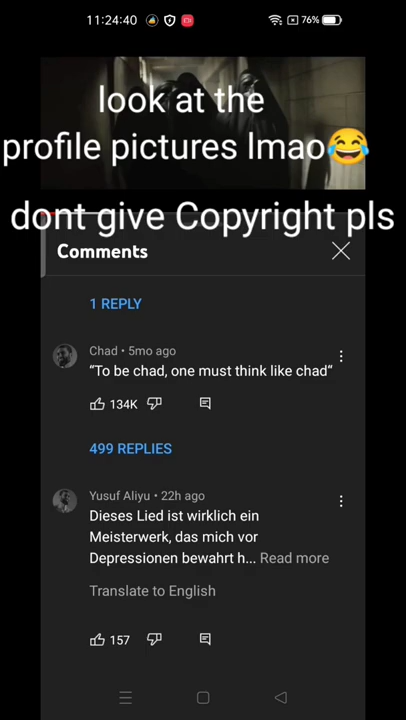 11:24:40
76%
look at the
profile pictures lmao😂
dont give Copyright pls
Comments
1 REPLY
Chad • 5mo ago
“To be chad, one must think like chad“
134K
499 REPLIES
Yusuf Aliyu • 22h ago
Dieses Lied ist wirklich ein
Meisterwerk, das mich vor
Depressionen bewahrt h... Read more
Translate to English
157